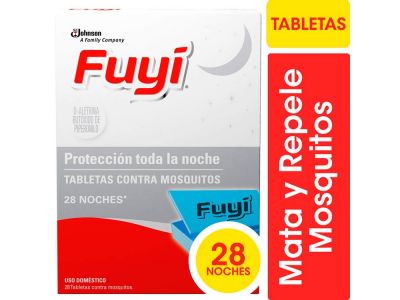 Johnson
A Family Company
Fuyí
D-ALETRINA
BUTÓXIDO DE
PIPERONILO
Protección toda la noche
TABLETAS CONTRA MOSQUITOS
28 NOCHES*
Fuyí
28
NOCHES
USO DOMÉSTICO
28 Tabletas contra mosquitos.
TABLETAS
Mata y Repele
Mosquitos